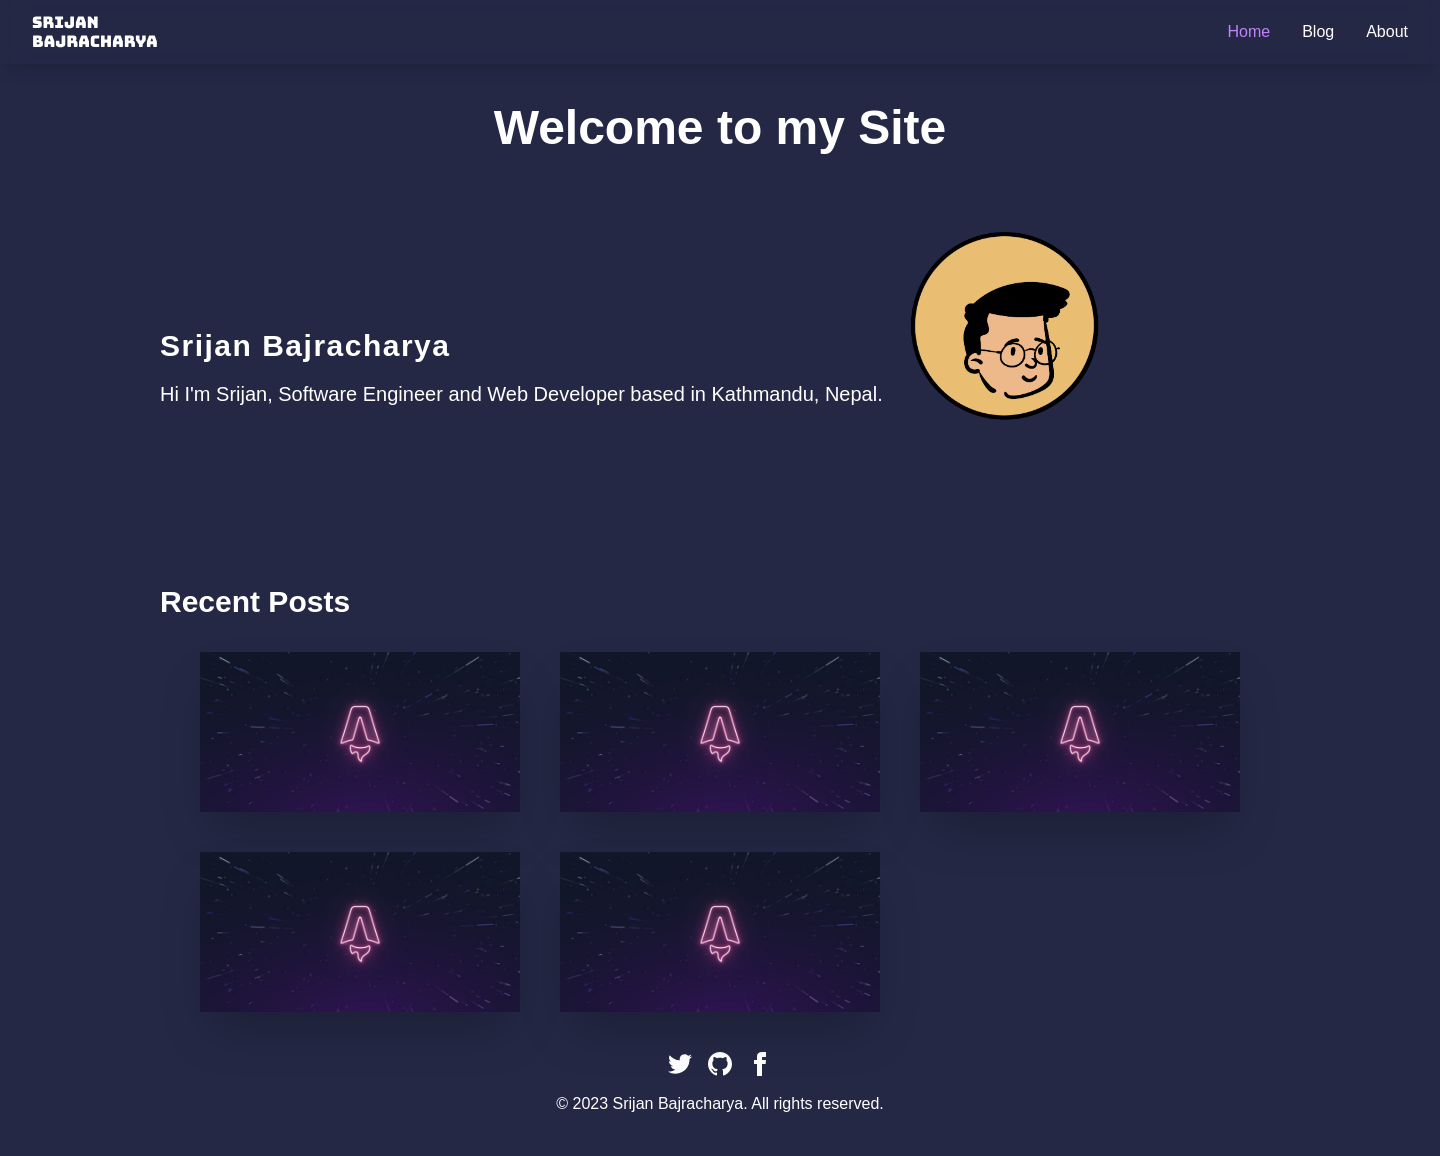 SRIJAN
BAJRACHARYA
Home
Blog
About
Welcome to my Site
Srijan Bajracharya
Hi I'm Srijan, Software Engineer and Web Developer based in Kathmandu, Nepal.
Recent Posts
© 2023 Srijan Bajracharya. All rights reserved.